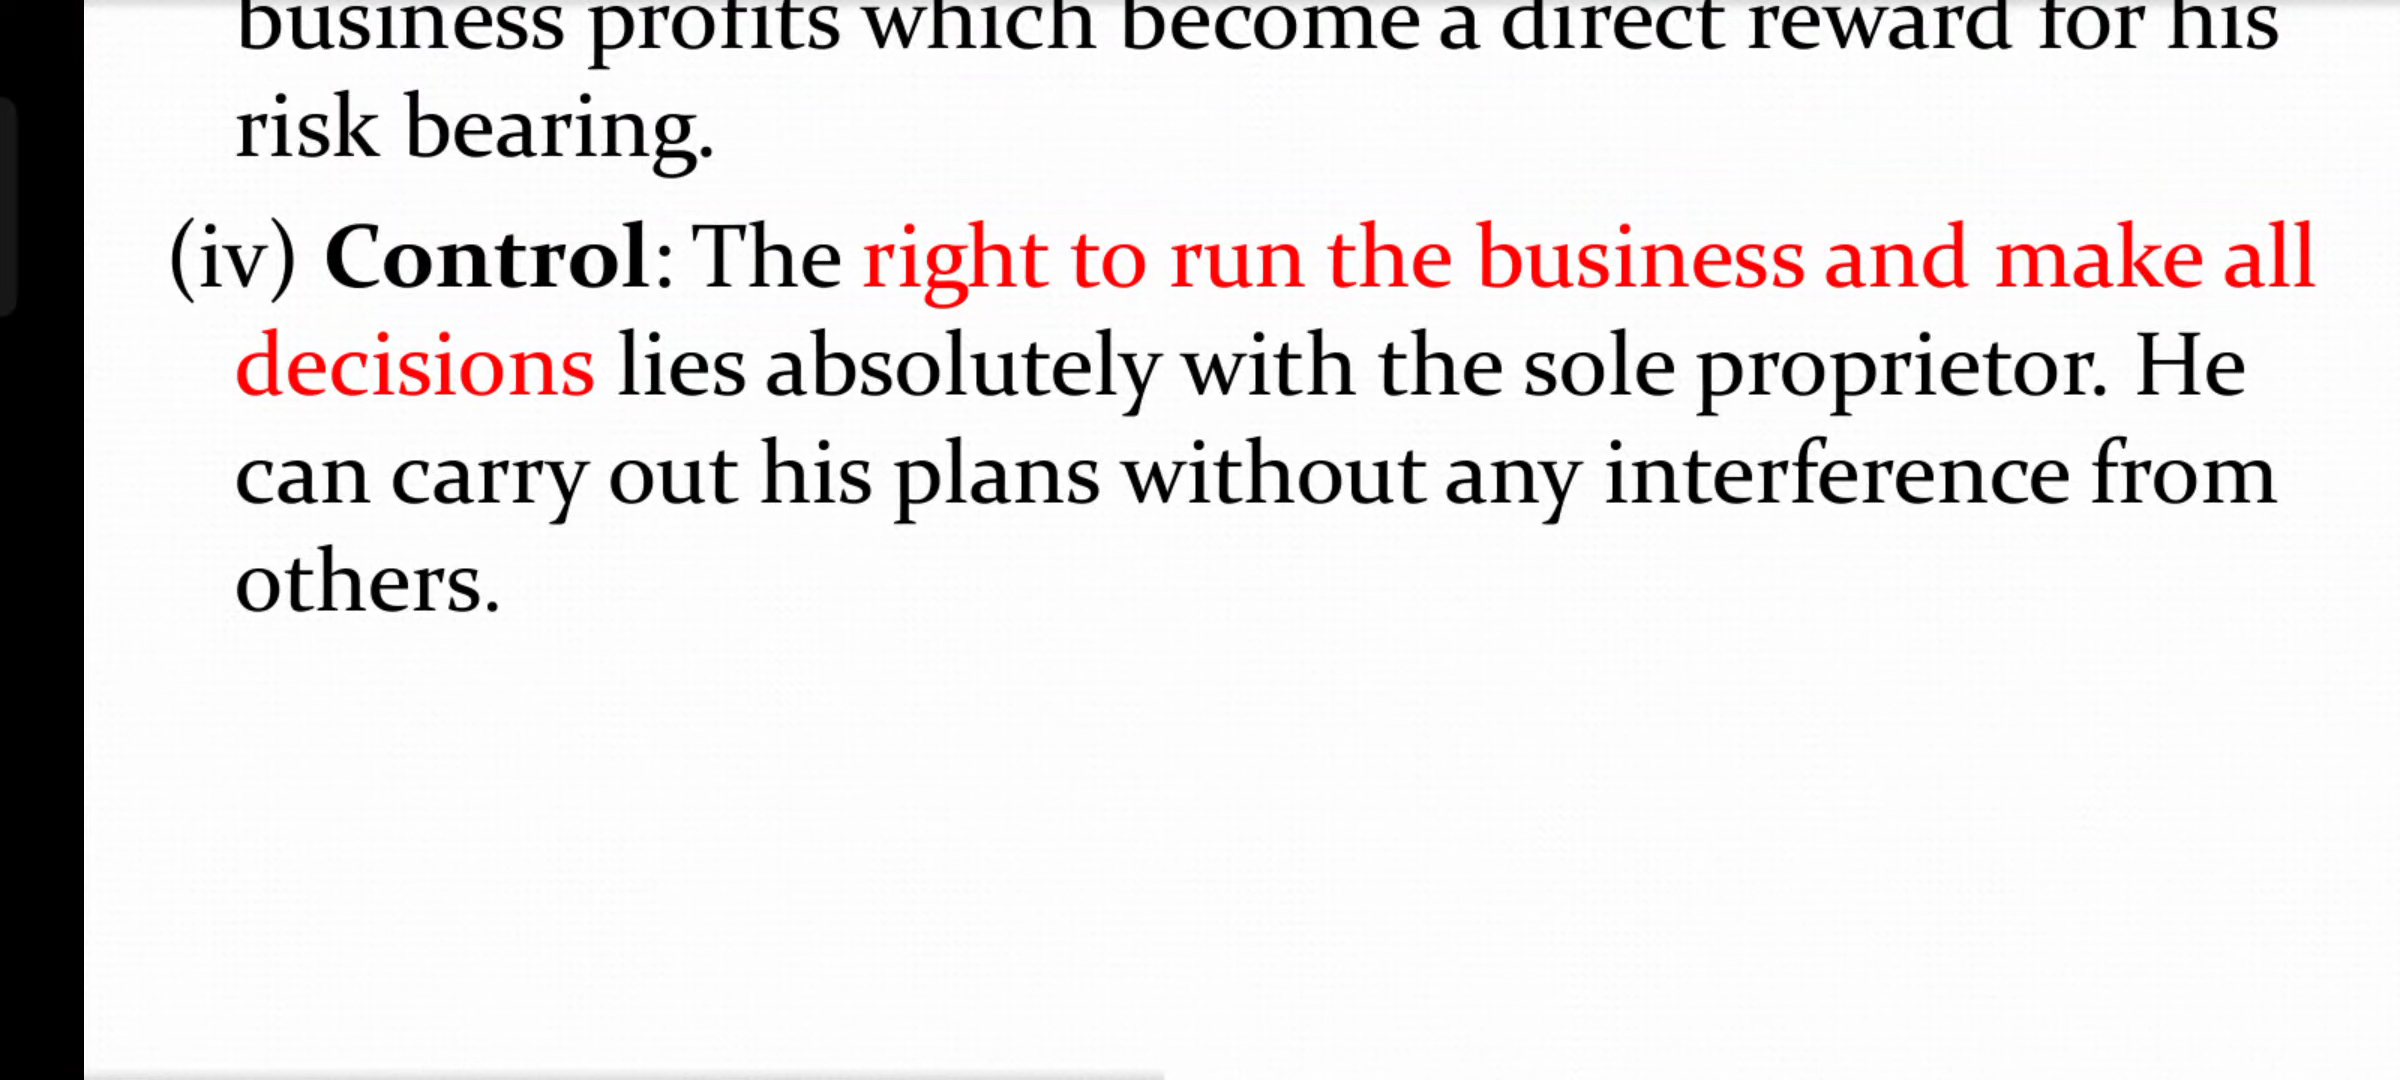 business profits which become a direct reward for his
risk bearing.
(iv) Control: The right to run the business and make all
decisions lies absolutely with the sole proprietor. He
can carry out his plans without any interference from
others.